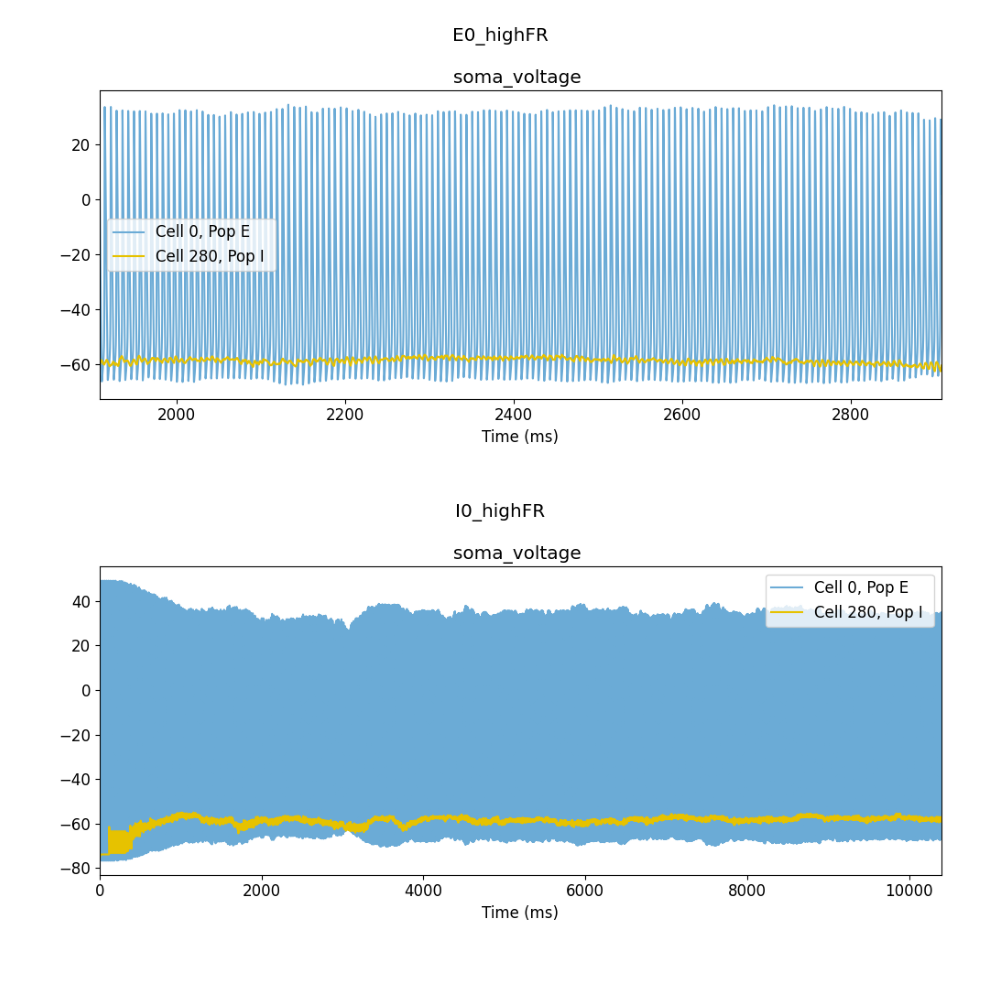 E0_highFR
soma_voltage
20
0
−20
−40
−60
Cell 0, Pop E
Cell 280, Pop I
2000 2200 2400 2600 2800
Time (ms)
I0_highFR
soma_voltage
40
20
0
−20
−40
−60
−80
Cell 0, Pop E
Cell 280, Pop I
0 2000 4000 6000 8000 10000
Time (ms)